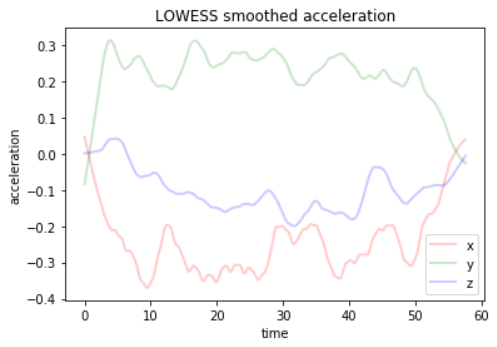 LOWESS smoothed acceleration
acceleration
0.3
0.2
0.1
0.0
−0.1
−0.2
−0.3
−0.4
x
y
z
0 10 20 30 40 50 60
time